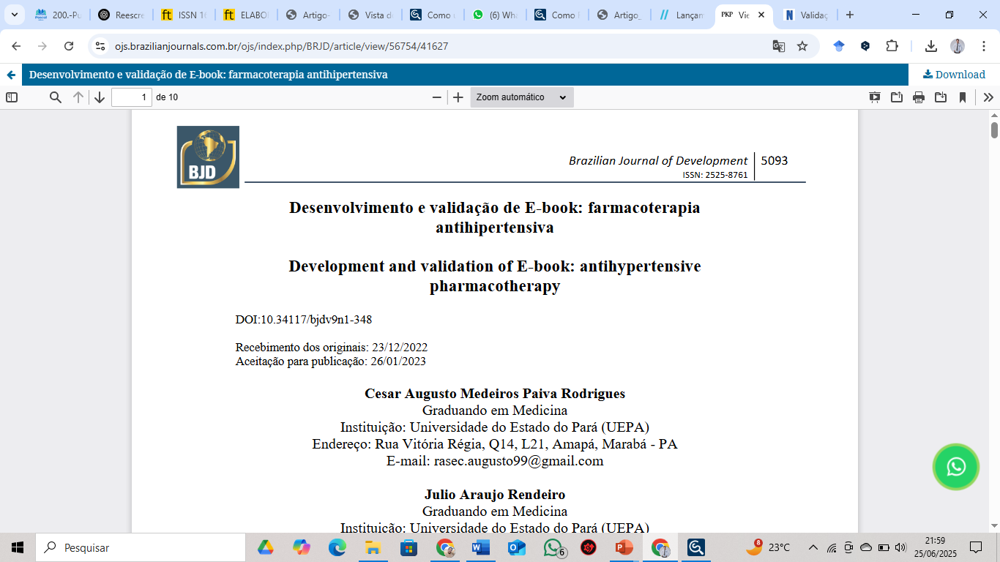 200.-Pu
Reescre
ISSN 10
ELABO
Artigo-
Vista d
Como u
(6) Wha
Como
Artigo_
Lançam
PKP Vie
Validaç
ojs.brazilianjournals.com.br/ojs/index.php/BRJD/article/view/56754/41627
Desenvolvimento e validação de E-book: farmacoterapia antihipertensiva
Download
1 de 10
Zoom automático
BJD
Brazilian Journal of Development 5093
ISSN: 2525-8761
Desenvolvimento e validação de E-book: farmacoterapia
antihipertensiva
Development and validation of E-book: antihypertensive
pharmacotherapy
DOI:10.34117/bjdv9n1-348
Recebimento dos originais: 23/12/2022
Aceitação para publicação: 26/01/2023
Cesar Augusto Medeiros Paiva Rodrigues
Graduando em Medicina
Instituição: Universidade do Estado do Pará (UEPA)
Endereço: Rua Vitória Régia, Q14, L21, Amapá, Marabá - PA
E-mail: rasec.augusto99@gmail.com
Julio Araujo Rendeiro
Graduando em Medicina
Instituição: Universidade do Estado do Pará (UEPA)
Pesquisar
6
8
23°C
21:59
25/06/2025